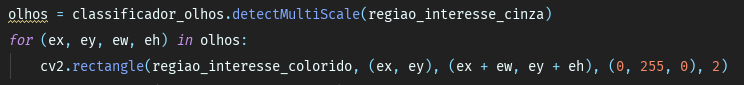 olhos = classificador_olhos.detectMultiScale(regiao_interesse_cinza)
for (ex, ey, ew, eh) in olhos:
    cv2.rectangle(regiao_interesse_colorido, (ex, ey), (ex + ew, ey + eh), (0, 255, 0), 2)